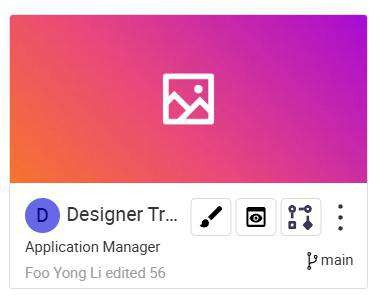 D Designer Tr...
Application Manager
Foo Yong Li edited 56
main